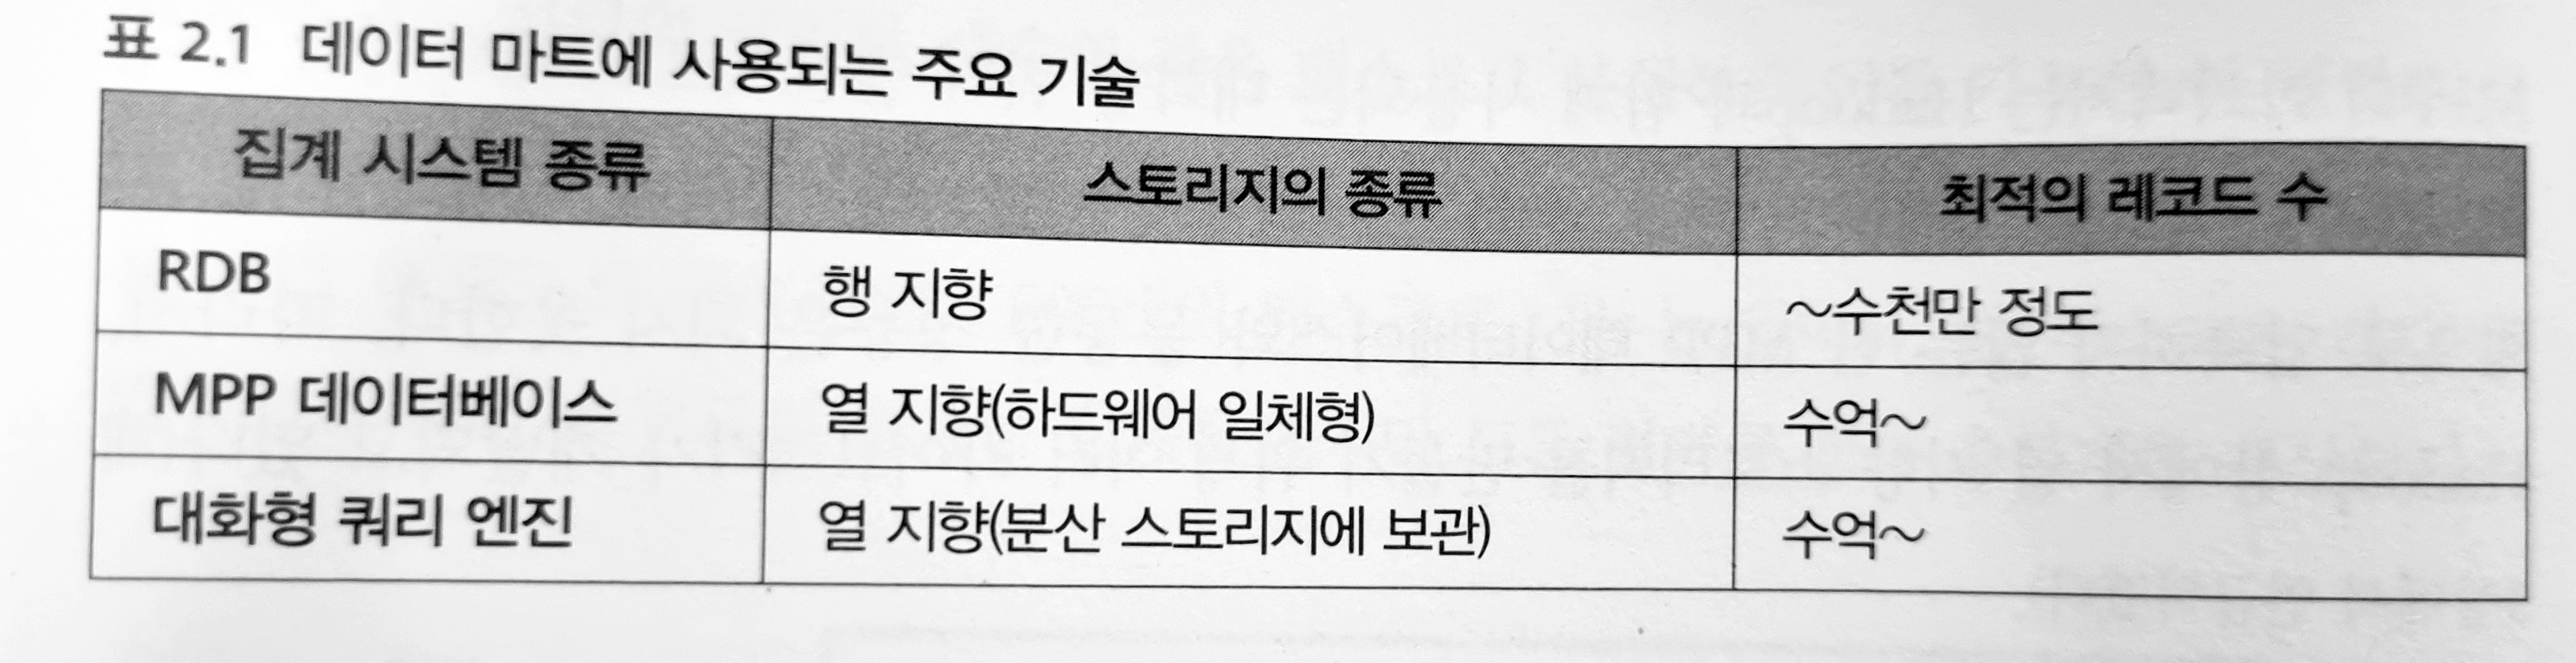 표 2.1 데이터 마트에 사용되는 주요 기술
집계 시스템 종류 스토리지의 종류 최적의 레코드 수
RDB 행 지향 ~수천만 정도
MPP 데이터베이스 열 지향(하드웨어 일체형) 수억~
대화형 쿼리 엔진 열 지향(분산 스토리지에 보관) 수억~